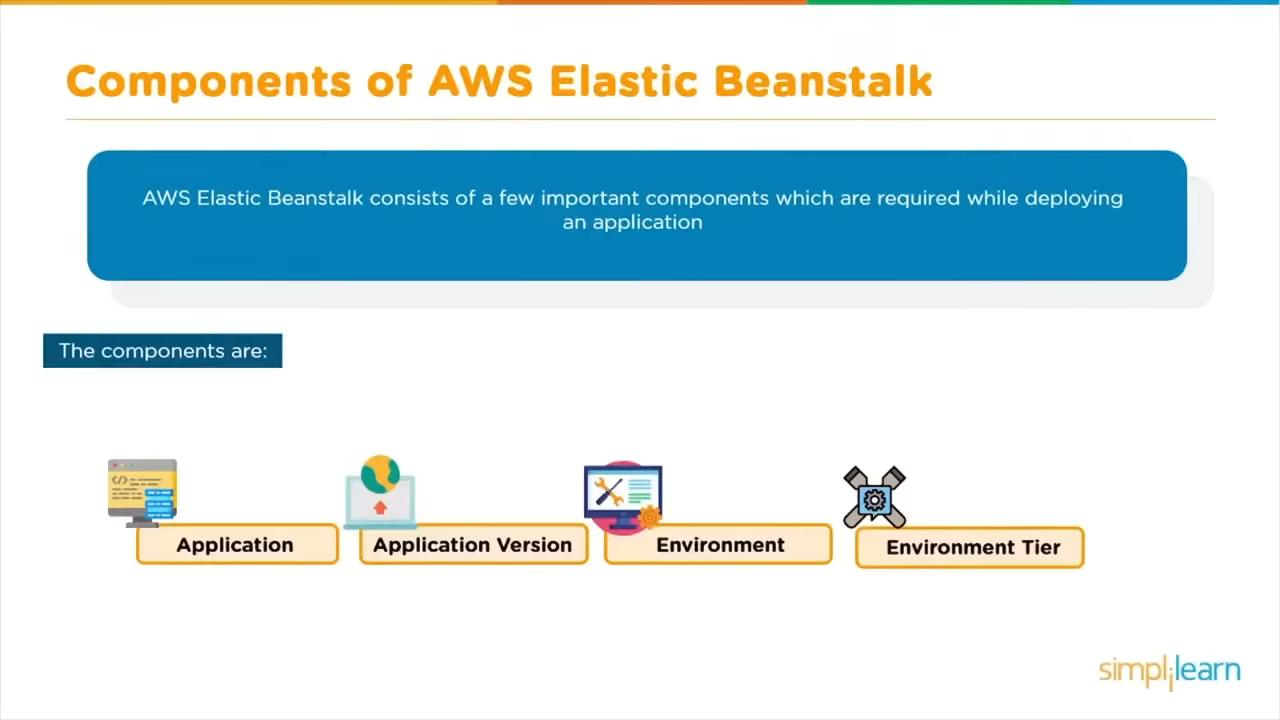 Components of AWS Elastic Beanstalk
AWS Elastic Beanstalk consists of a few important components which are required while deploying
an application
The components are:
Application
Application Version
Environment
Environment Tier
simplilearn